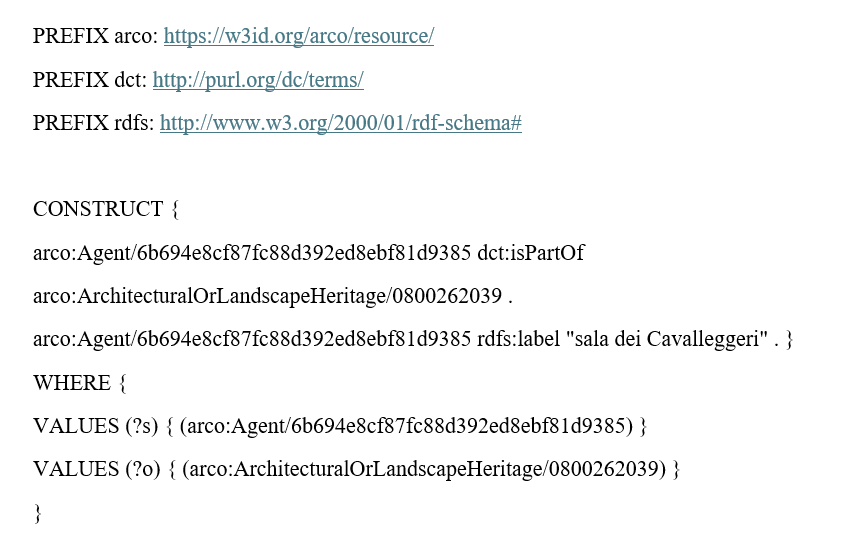 PREFIX arco: https://w3id.org/arco/resource/
PREFIX dct: http://purl.org/dc/terms/
PREFIX rdfs: http://www.w3.org/2000/01/rdf-schema#
CONSTRUCT {
arco:Agent/6b694e8cf87fc88d392ed8ebf81d9385 dct:isPartOf
arco:ArchitecturalOrLandscapeHeritage/0800262039 .
arco:Agent/6b694e8cf87fc88d392ed8ebf81d9385 rdfs:label "sala dei Cavalleggeri" . }
WHERE {
VALUES (?s) { (arco:Agent/6b694e8cf87fc88d392ed8ebf81d9385) }
VALUES (?o) { (arco:ArchitecturalOrLandscapeHeritage/0800262039) }
}